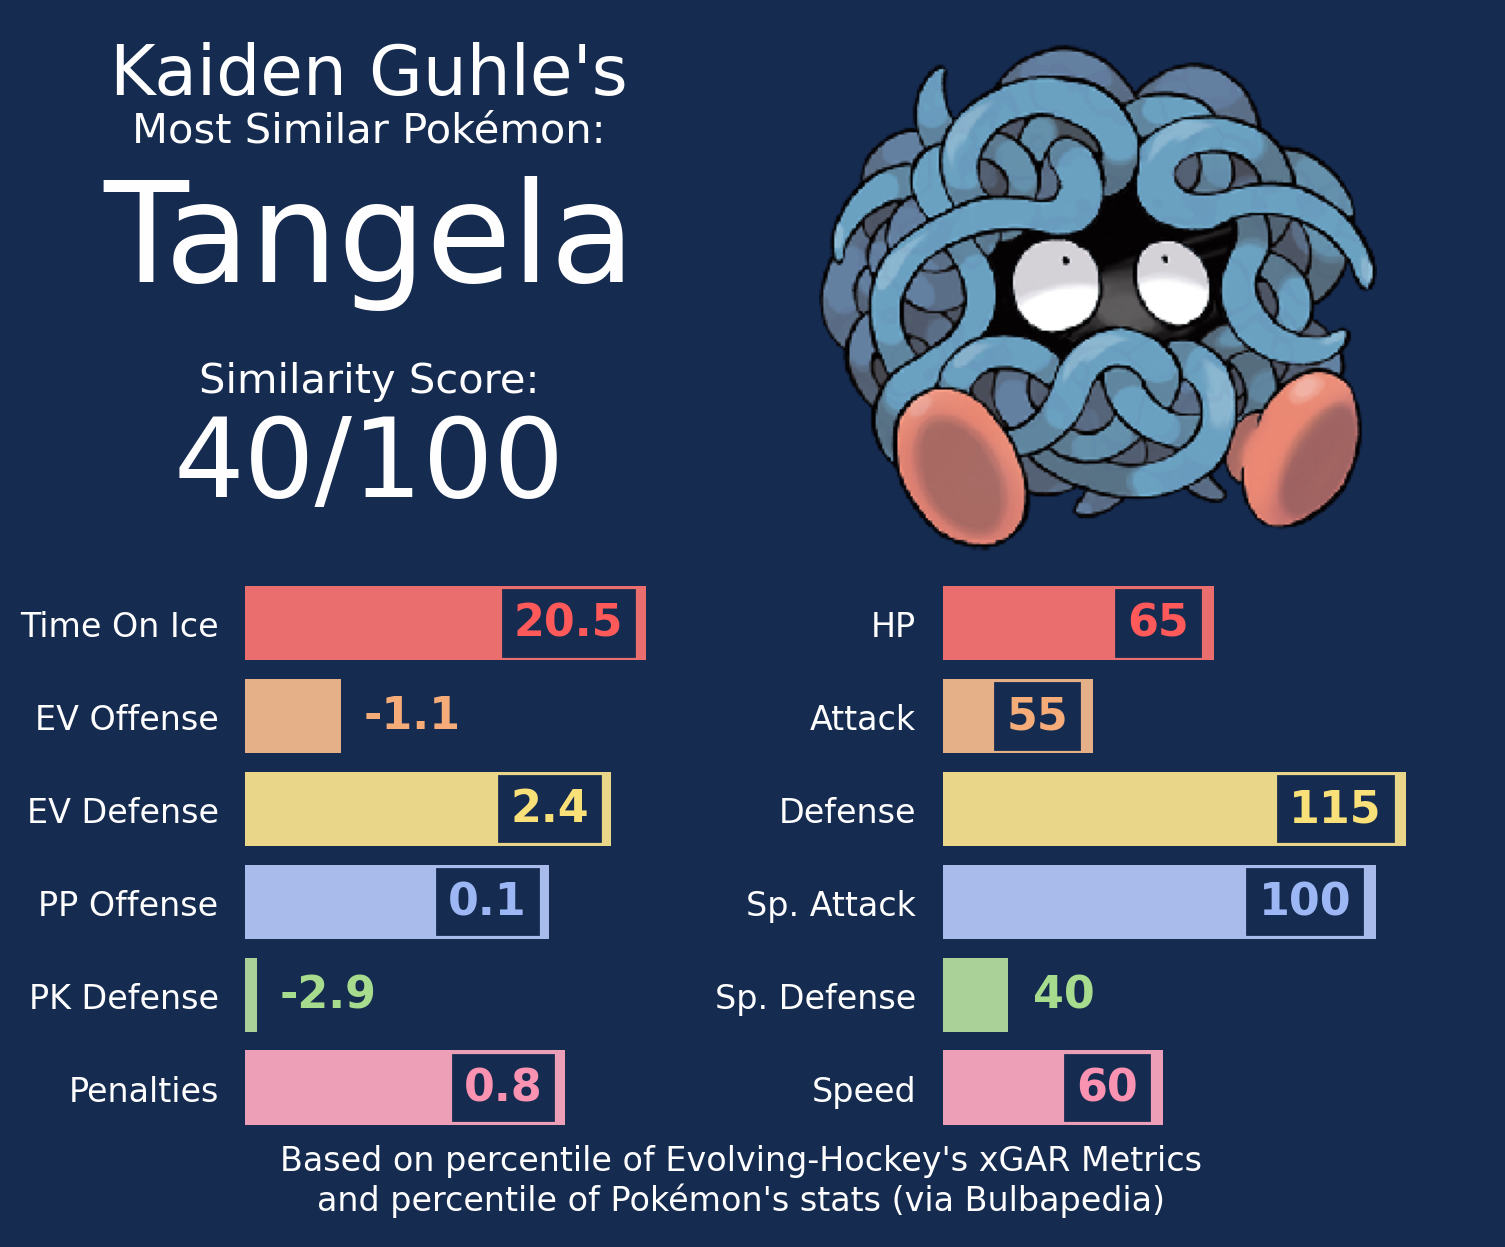 Kaiden Guhle's
Most Similar Pokémon:
Tangela
Similarity Score:
40/100
Time On Ice 20.5
EV Offense -1.1
EV Defense 2.4
PP Offense 0.1
PK Defense -2.9
Penalties 0.8
HP 65
Attack 55
Defense 115
Sp. Attack 100
Sp. Defense 40
Speed 60
Based on percentile of Evolving-Hockey's xGAR Metrics
and percentile of Pokémon's stats (via Bulbapedia)